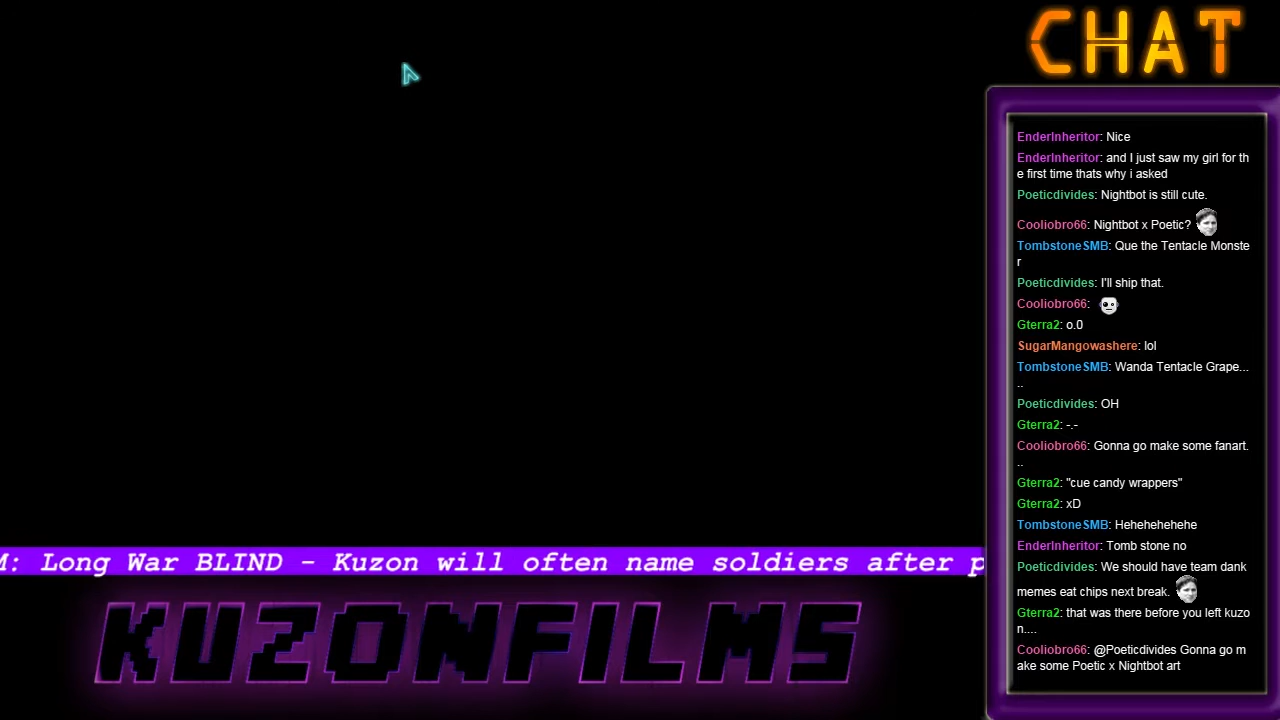 CHAT
EnderInheritor: Nice
EnderInheritor: and I just saw my girl for th
e first time thats why i asked
Poeticdivides: Nightbot is still cute.
Cooliobro66: Nightbot x Poetic?
TombstoneSMB: Que the Tentacle Monste
r
Poeticdivides: I'll ship that.
Cooliobro66:
Gterra2: o.0
SugarMangowashere: lol
TombstoneSMB: Wanda Tentacle Grape...
..
Poeticdivides: OH
Gterra2: -.-
Cooliobro66: Gonna go make some fanart.
..
Gterra2: "cue candy wrappers"
Gterra2: xD
TombstoneSMB: Hehehehehehe
EnderInheritor: Tomb stone no
Poeticdivides: We should have team dank
memes eat chips next break.
Gterra2: that was there before you left kuzo
n....
Cooliobro66: @Poeticdivides Gonna go m
ake some Poetic x Nightbot art
M: Long War BLIND - Kuzon will often name soldiers after p
KUZONFILMS